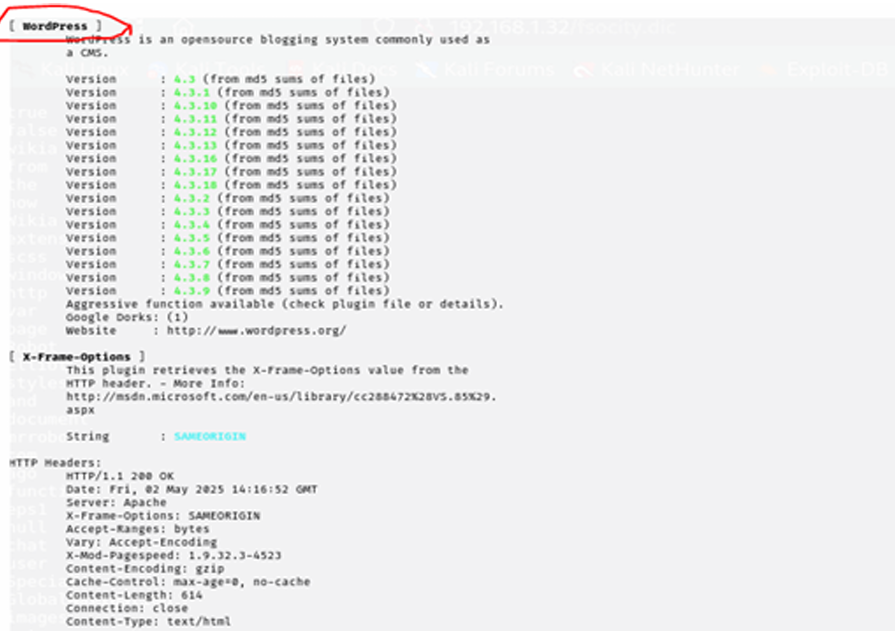 192.168.1.32/fsocity.dic
[ WordPress ]
WordPress is an opensource blogging system commonly used as
a CMS.
Kali Linux Kali Tools Kali Docs Kali Forums Kali NetHunter Exploit-DB
Version : 4.3 (from md5 sums of files)
Version : 4.3.1 (from md5 sums of files)
Version : 4.3.10 (from md5 sums of files)
Version : 4.3.11 (from md5 sums of files)
Version : 4.3.12 (from md5 sums of files)
Version : 4.3.13 (from md5 sums of files)
Version : 4.3.16 (from md5 sums of files)
Version : 4.3.17 (from md5 sums of files)
Version : 4.3.18 (from md5 sums of files)
Version : 4.3.2 (from md5 sums of files)
Version : 4.3.3 (from md5 sums of files)
Version : 4.3.4 (from md5 sums of files)
Version : 4.3.5 (from md5 sums of files)
Version : 4.3.6 (from md5 sums of files)
Version : 4.3.7 (from md5 sums of files)
Version : 4.3.8 (from md5 sums of files)
Version : 4.3.9 (from md5 sums of files)
Aggressive function available (check plugin file or details).
Google Dorks: (1)
Website : http://www.wordpress.org/
[ X-Frame-Options ]
This plugin retrieves the X-Frame-Options value from the
HTTP header. - More Info:
http://msdn.microsoft.com/en-us/library/cc288472%28VS.85%29.
aspx
String : SAMEORIGIN
HTTP Headers:
HTTP/1.1 200 OK
Date: Fri, 02 May 2025 14:16:52 GMT
Server: Apache
X-Frame-Options: SAMEORIGIN
Accept-Ranges: bytes
Vary: Accept-Encoding
X-Mod-Pagespeed: 1.9.32.3-4523
Content-Encoding: gzip
Cache-Control: max-age=0, no-cache
Content-Length: 614
Connection: close
Content-Type: text/html